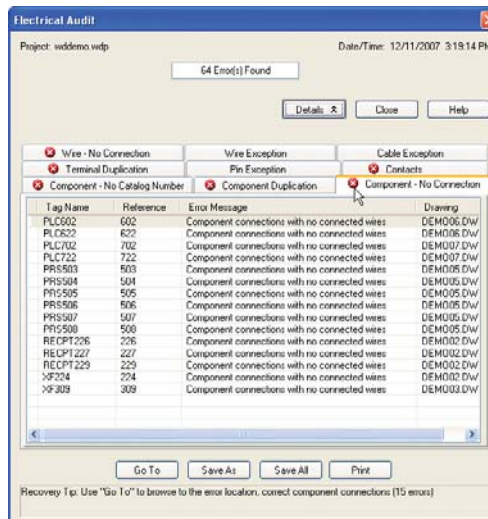 Electrical Audit
Project: wddemo.wdp Date/Time: 12/11/2007 3:19:14 PM
64 Error(s) Found
Details Close Help
Wire - No Connection Wire Exception Cable Exception
Terminal Duplication Pin Exception Contacts
Component - No Catalog Number Component Duplication Component - No Connection
Tag Name Reference Error Message Drawing
PLC602 602 Component connections with no connected wires DEMO06.DW
PLC622 622 Component connections with no connected wires DEMO06.DW
PLC702 702 Component connections with no connected wires DEMO07.DW
PLC722 722 Component connections with no connected wires DEMO07.DW
PRS503 503 Component connections with no connected wires DEMO05.DW
PRS504 504 Component connections with no connected wires DEMO05.DW
PRS505 505 Component connections with no connected wires DEMO05.DW
PRS506 506 Component connections with no connected wires DEMO05.DW
PRS507 507 Component connections with no connected wires DEMO05.DW
PRS508 508 Component connections with no connected wires DEMO05.DW
RECPT226 226 Component connections with no connected wires DEMO02.DW
RECPT227 227 Component connections with no connected wires DEMO02.DW
RECPT229 229 Component connections with no connected wires DEMO02.DW
XF224 224 Component connections with no connected wires DEMO02.DW
XF309 309 Component connections with no connected wires DEMO03.DW
Go To Save As Save All Print
Recovery Tip: Use "Go To" to browse to the error location, correct component connections (15 errors)